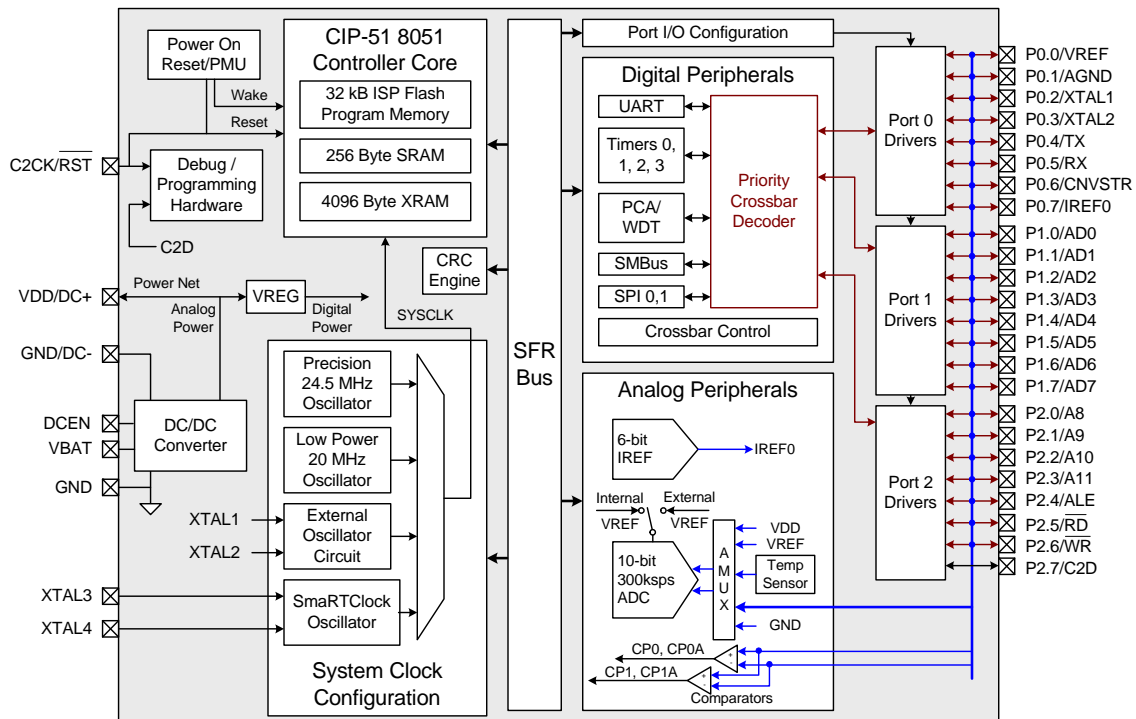 Power On
Reset/PMU
Wake
Reset
C2CK/RST
Debug /
Programming
Hardware
C2D
CIP-51 8051
Controller Core
32 kB ISP Flash
Program Memory
256 Byte SRAM
4096 Byte XRAM
CRC
Engine
VDD/DC+
Power Net
Analog
Power
VREG
Digital
Power
SYSCLK
GND/DC-
DCEN
VBAT
GND
DC/DC
Converter
XTAL1
XTAL2
XTAL3
XTAL4
Precision
24.5 MHz
Oscillator
Low Power
20 MHz
Oscillator
External
Oscillator
Circuit
SmaRTClock
Oscillator
System Clock
Configuration
SFR
Bus
Port I/O Configuration
Digital Peripherals
UART
Timers 0,
1, 2, 3
PCA/
WDT
SMBus
SPI 0,1
Priority
Crossbar
Decoder
Crossbar Control
Analog Peripherals
6-bit
IREF
IREF0
Internal
VREF
External
VREF
10-bit
300ksps
ADC
A
M
U
X
VDD
VREF
Temp
Sensor
GND
CP0, CP0A
+
-
CP1, CP1A
+
-
Comparators
Port 0
Drivers
Port 1
Drivers
Port 2
Drivers
P0.0/VREF
P0.1/AGND
P0.2/XTAL1
P0.3/XTAL2
P0.4/TX
P0.5/RX
P0.6/CNVSTR
P0.7/IREF0
P1.0/AD0
P1.1/AD1
P1.2/AD2
P1.3/AD3
P1.4/AD4
P1.5/AD5
P1.6/AD6
P1.7/AD7
P2.0/A8
P2.1/A9
P2.2/A10
P2.3/A11
P2.4/ALE
P2.5/RD
P2.6/WR
P2.7/C2D